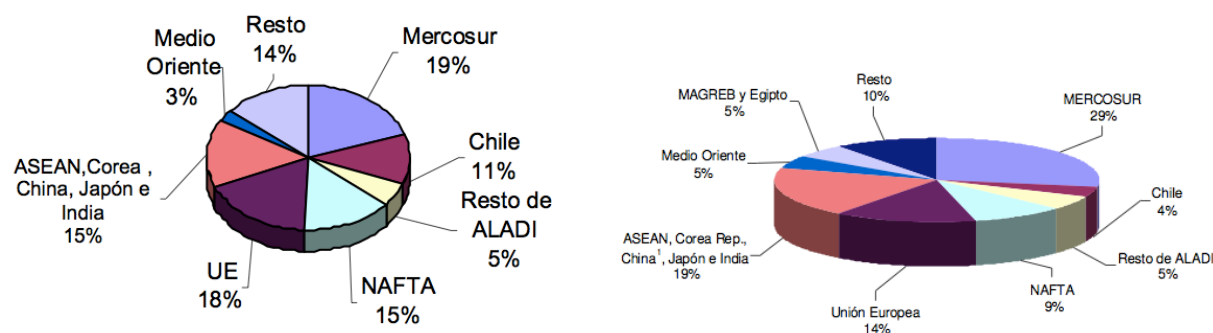 Resto
14%
Mercosur
19%
Medio
Oriente
3%
Chile
11%
ASEAN,Corea ,
China, Japón e
India
15%
Resto de
ALADI
5%
UE
18%
NAFTA
15%
Resto
10%
MAGREB y Egipto
5%
MERCOSUR
29%
Medio Oriente
5%
Chile
4%
ASEAN, Corea Rep.,
China¹, Japón e India
19%
Resto de ALADI
5%
NAFTA
9%
Unión Europea
14%